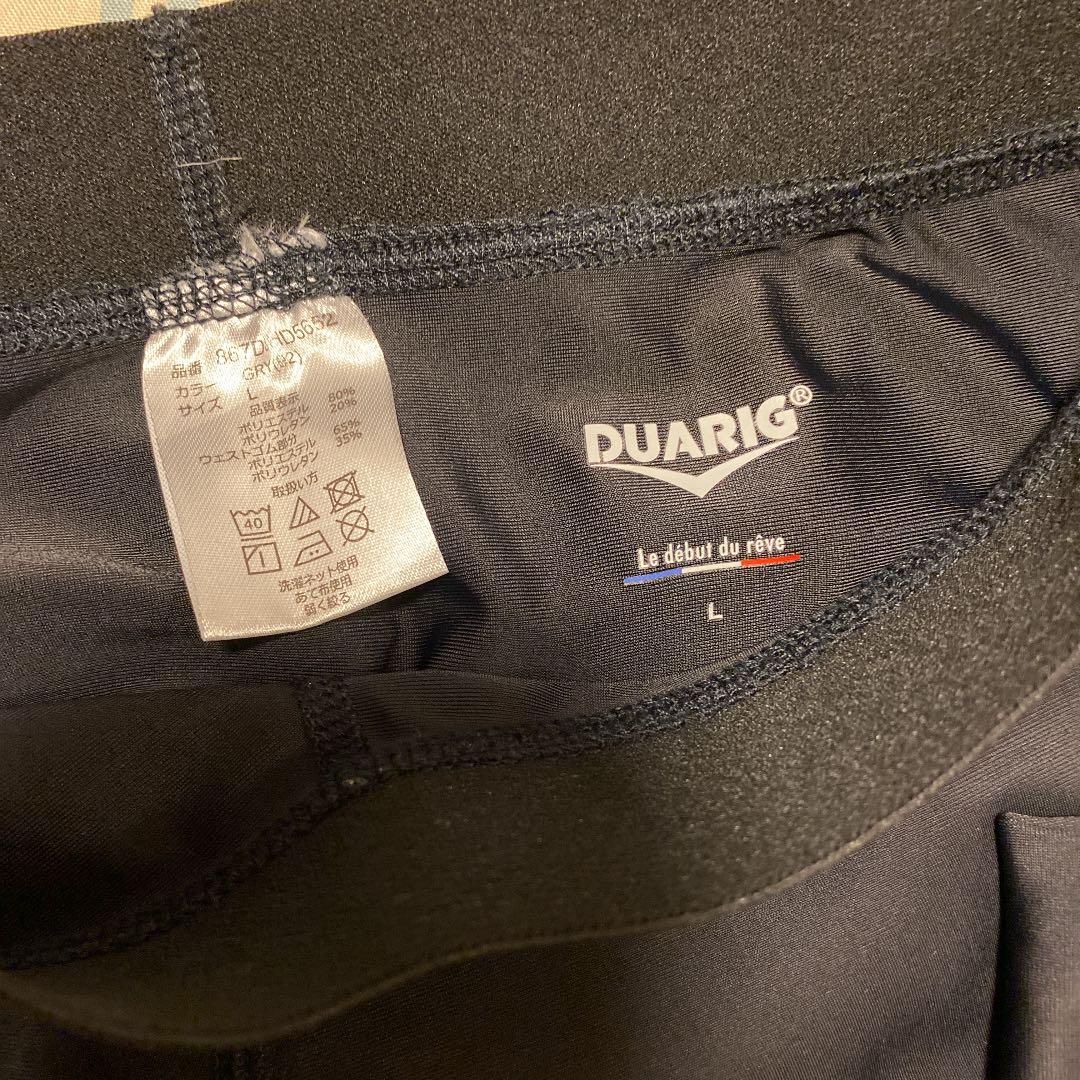 品番 867D HD5652
カラー GRY(92)
サイズ L
品質表示
ポリエステル 80%
ポリウレタン 20%
ウェストゴム部分
ポリエステル 65%
ポリウレタン 35%
取扱い方
40
洗濯ネット使用
あて布使用
弱く絞る
DUARIG®
Le début du rêve
L